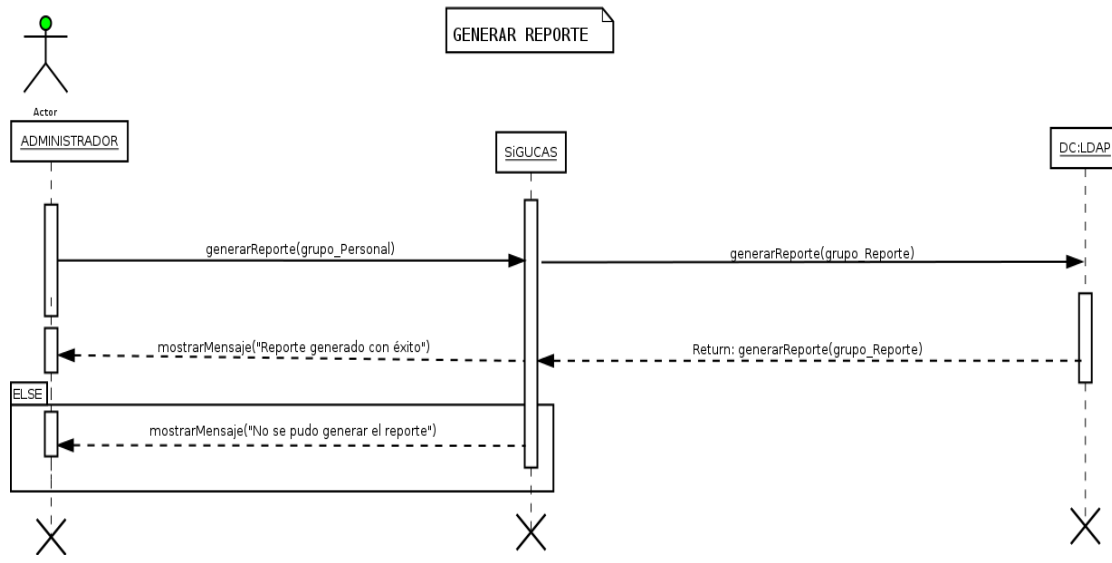 GENERAR REPORTE
Actor
ADMINISTRADOR
SiGUCAS
DC:LDAP
generarReporte(grupo_Personal)
generarReporte(grupo_Reporte)
mostrarMensaje("Reporte generado con éxito")
Return: generarReporte(grupo_Reporte)
ELSE
mostrarMensaje("No se pudo generar el reporte")